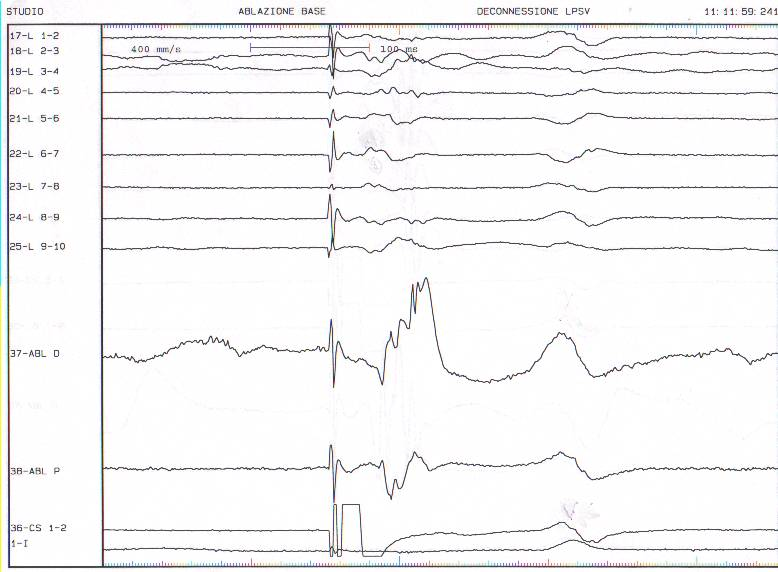 STUDIO ABLAZIONE BASE DECONNESSIONE LPSV 11:11:59:241
17-L 1-2
400 mm/s 100 ms
18-L 2-3
19-L 3-4
20-L 4-5
21-L 5-6
22-L 6-7
23-L 7-8
24-L 8-9
25-L 9-10
37-ABL D
38-ABL P
36-CS 1-2
1-I